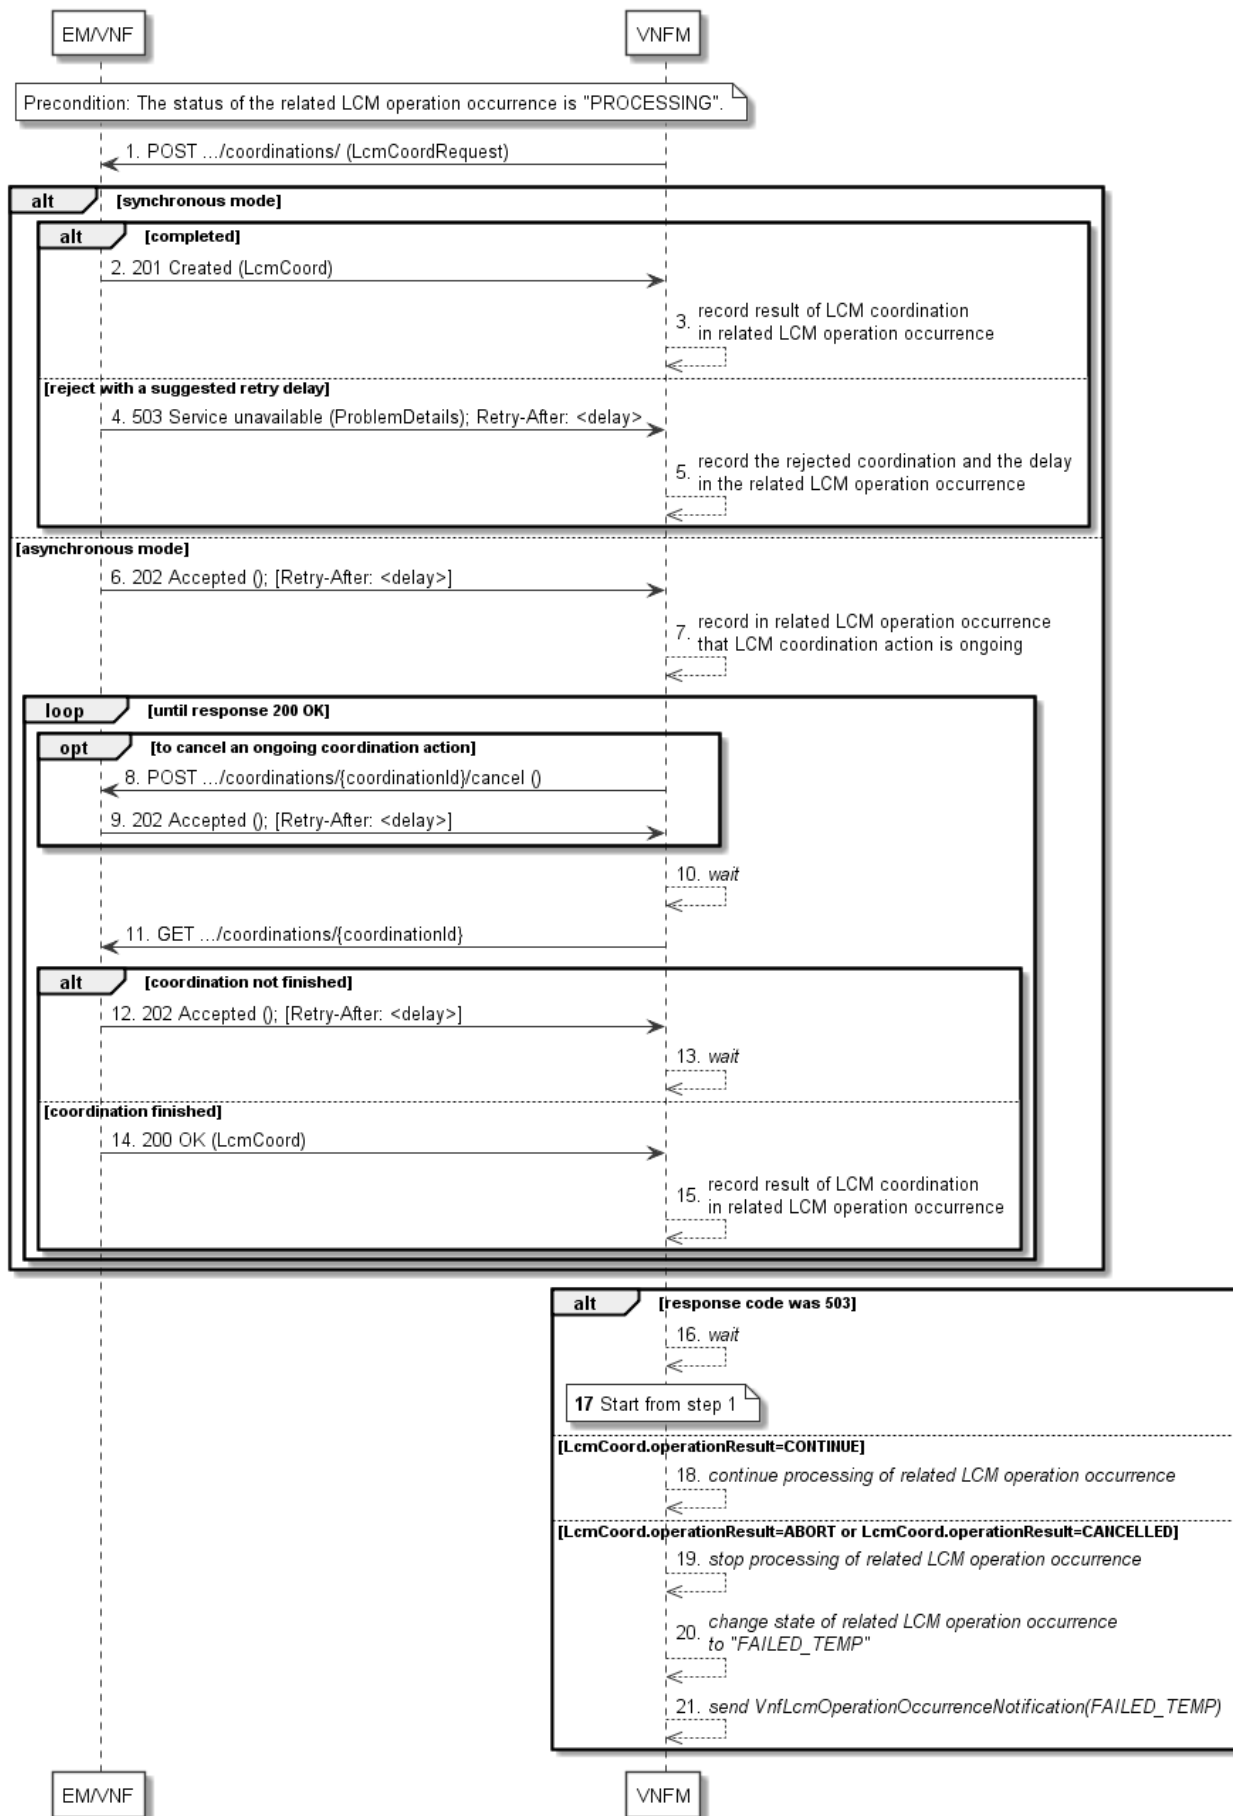 EM/VNF VNFM
Precondition: The status of the related LCM operation occurrence is "PROCESSING".
1. POST .../coordinations/ (LcmCoordRequest)
alt [synchronous mode]
alt [completed]
2. 201 Created (LcmCoord)
3. record result of LCM coordination
in related LCM operation occurrence
[reject with a suggested retry delay]
4. 503 Service unavailable (ProblemDetails); Retry-After: <delay>
5. record the rejected coordination and the delay
in the related LCM operation occurrence
[asynchronous mode]
6. 202 Accepted (); [Retry-After: <delay>]
7. record in related LCM operation occurrence
that LCM coordination action is ongoing
loop [until response 200 OK]
opt [to cancel an ongoing coordination action]
8. POST .../coordinations/{coordinationId}/cancel ()
9. 202 Accepted (); [Retry-After: <delay>]
10. wait
11. GET .../coordinations/{coordinationId}
alt [coordination not finished]
12. 202 Accepted (); [Retry-After: <delay>]
13. wait
[coordination finished]
14. 200 OK (LcmCoord)
15. record result of LCM coordination
in related LCM operation occurrence
alt [response code was 503]
16. wait
17 Start from step 1
[LcmCoord.operationResult=CONTINUE]
18. continue processing of related LCM operation occurrence
[LcmCoord.operationResult=ABORT or LcmCoord.operationResult=CANCELLED]
19. stop processing of related LCM operation occurrence
20. change state of related LCM operation occurrence
to "FAILED_TEMP"
21. send VnfLcmOperationOccurrenceNotification(FAILED_TEMP)
EM/VNF VNFM